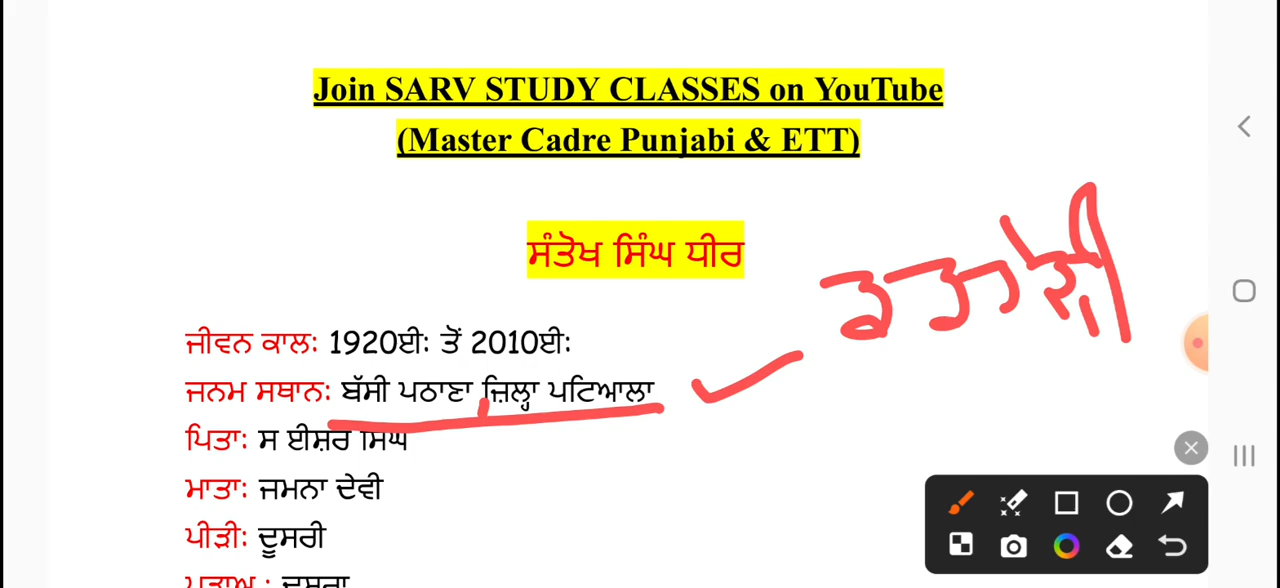 Join SARV STUDY CLASSES on YouTube
(Master Cadre Punjabi & ETT)
ਸੰਤੋਖ ਸਿੰਘ ਧੀਰ
ਜੀਵਨ ਕਾਲ: 1920ਈ: ਤੋਂ 2010ਈ:
ਜਨਮ ਸਥਾਨ: ਬੱਸੀ ਪਠਾਣਾ ਜ਼ਿਲ੍ਹਾ ਪਟਿਆਲਾ
ਪਿਤਾ: ਸ ਈਸ਼ਰ ਸਿੰਘ
ਮਾਤਾ: ਜਮਨਾ ਦੇਵੀ
ਪੀੜੀ: ਦੂਸਰੀ